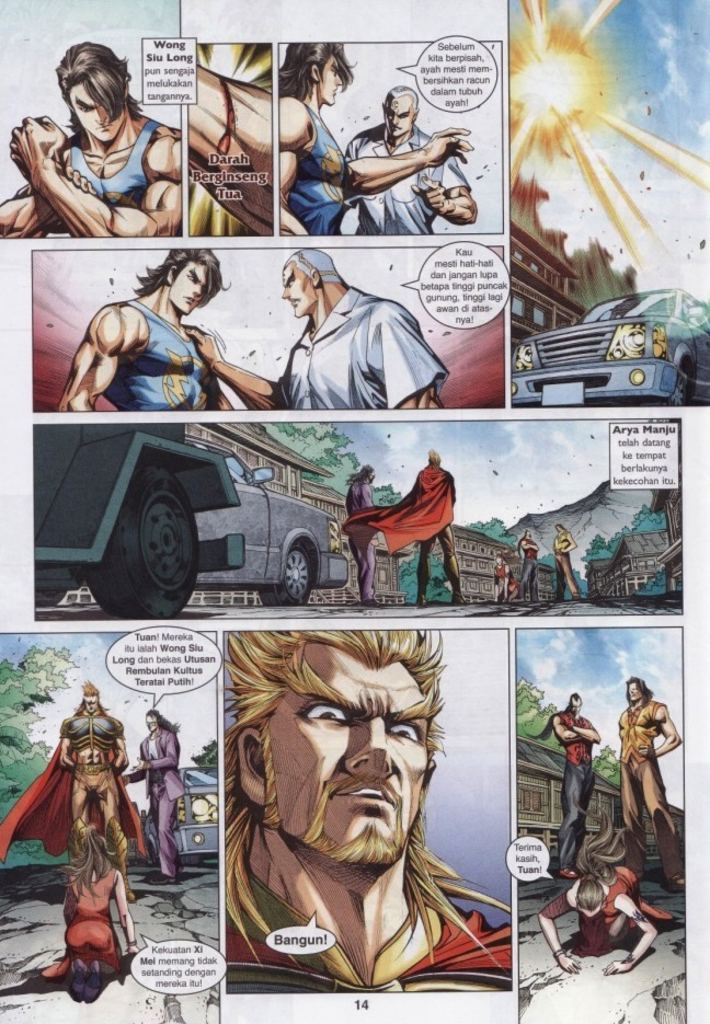 Wong
Siu Long
pun sengaja
melukakan
tangannya.
Darah
Berginseng
Tua
Sebelum
kita berpisah,
ayah mesti mem-
bersihkan racun
dalam tubuh
ayah!
Kau
mesti hati-hati
dan jangan lupa
betapa tinggi puncak
gunung, tinggi lagi
awan di atas-
nya!
Arya Manju
telah datang
ke tempat
berlakunya
kekecohan itu.
Tuan! Mereka
itu ialah Wong Siu
Long dan bekas Utusan
Rembulan Kultus
Teratai Putih!
Kekuatan Xi
Mei memang tidak
setanding dengan
mereka itu!
Bangun!
Terima
kasih,
Tuan!
14